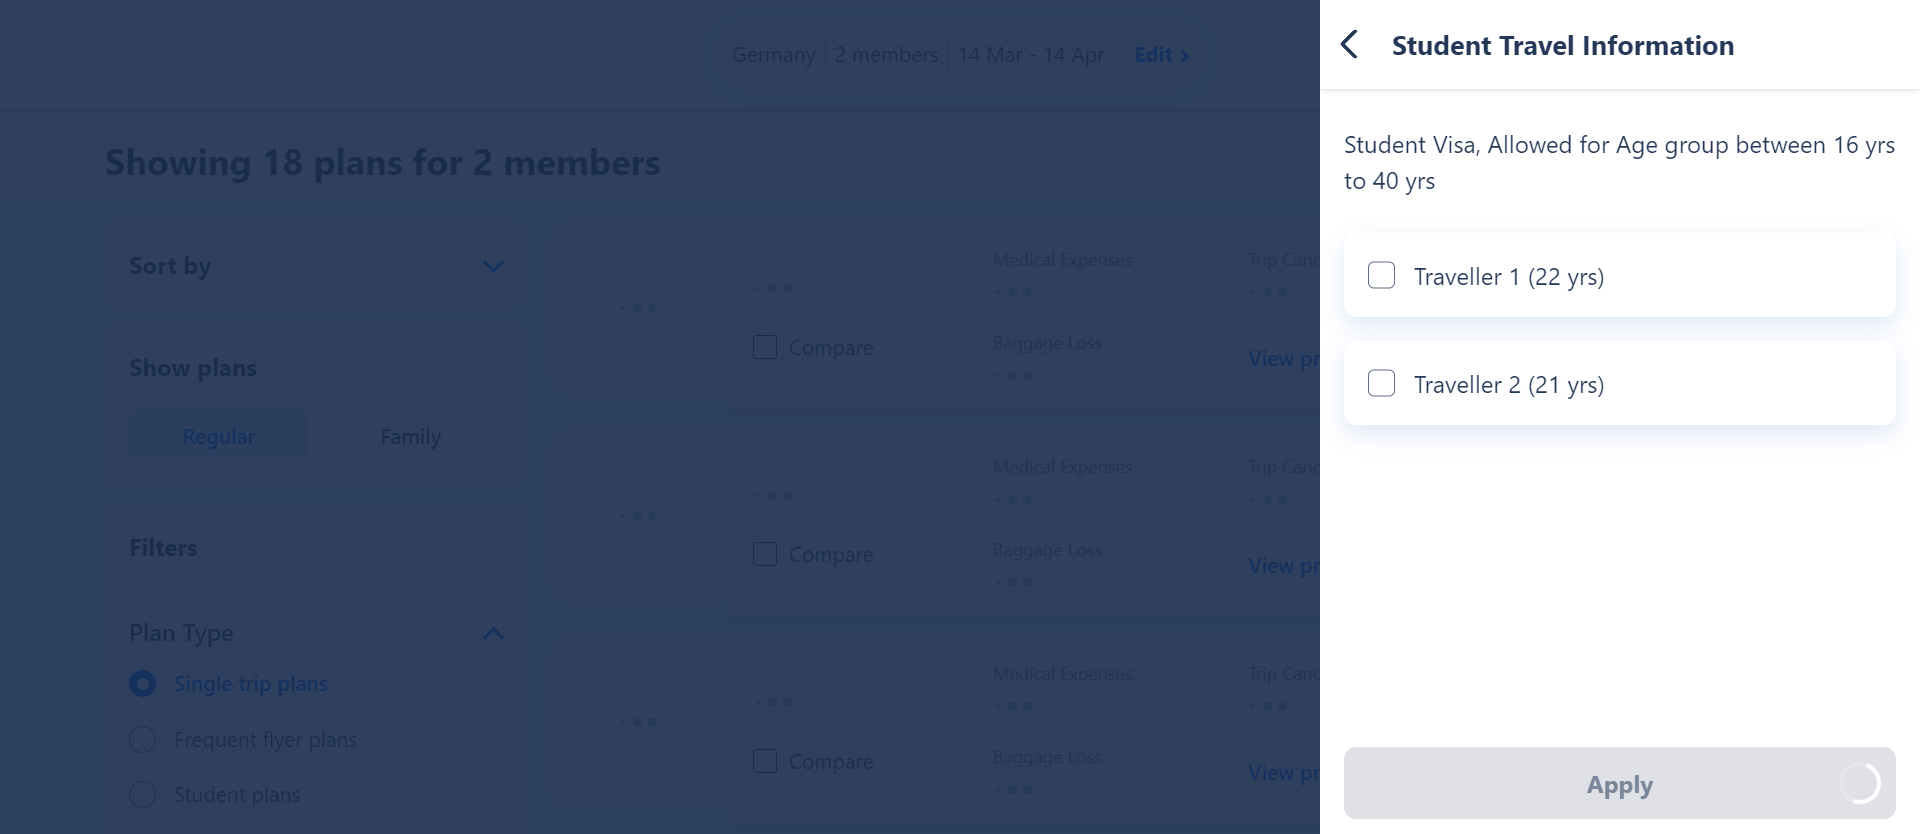 Germany 2 members 14 Mar - 14 Apr Edit
Showing 18 plans for 2 members
Sort by
Show plans
Regular Family
Filters
Plan Type
Single trip plans
Frequent flyer plans
Student plans
Medical Expenses Trip Canc
Compare
Baggage Loss
View pr
Medical Expenses Trip Canc
Compare
Baggage Loss
View pr
Medical Expenses Trip Canc
Compare
Baggage Loss
View pr
Student Travel Information
Student Visa, Allowed for Age group between 16 yrs
to 40 yrs
Traveller 1 (22 yrs)
Traveller 2 (21 yrs)
Apply